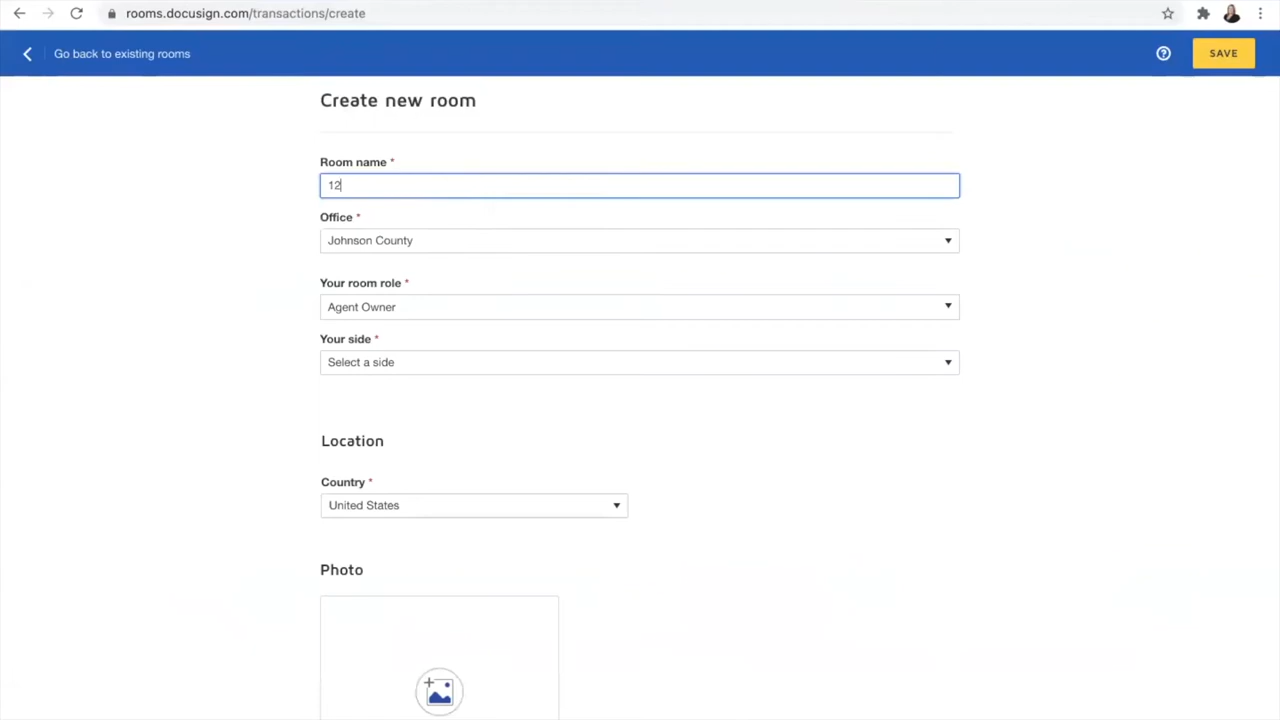 rooms.docusign.com/transactions/create
Go back to existing rooms
SAVE
Create new room
Room name *
12
Office *
Johnson County
Your room role *
Agent Owner
Your side *
Select a side
Location
Country *
United States
Photo